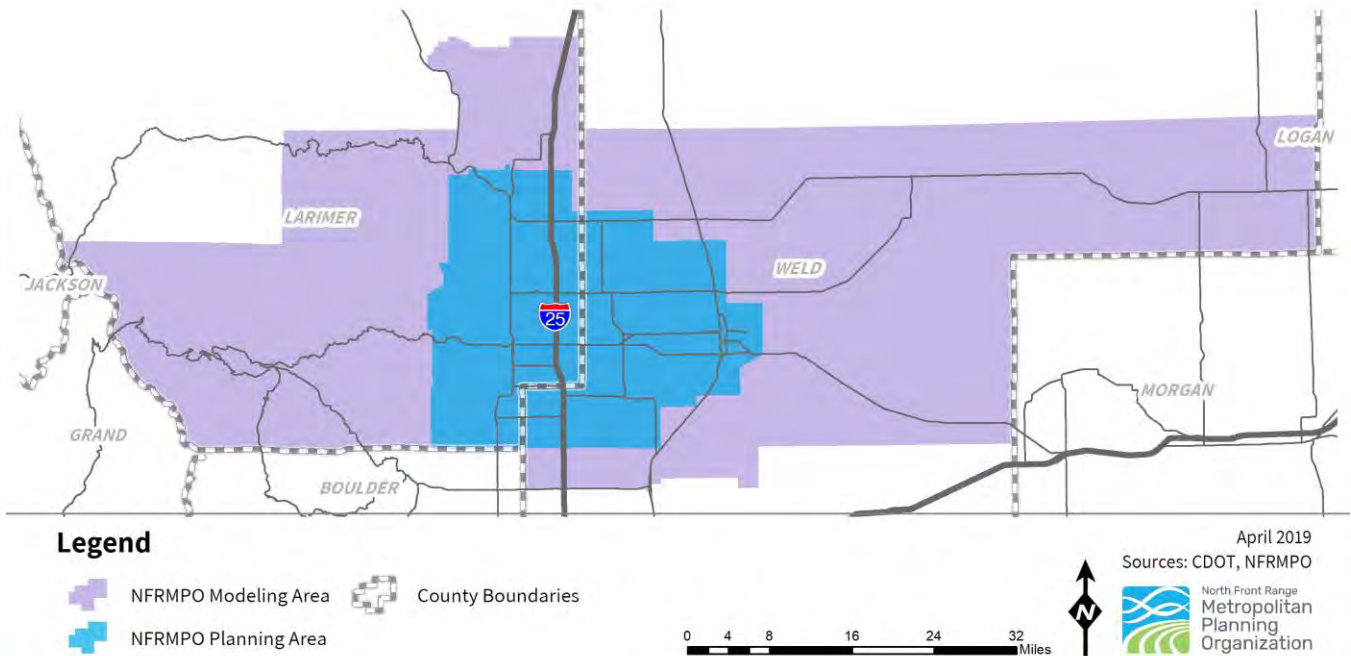 LOGAN
LARIMER
WELD
JACKSON
25
MORGAN
GRAND
BOULDER
Legend
NFRMPO Modeling Area
County Boundaries
NFRMPO Planning Area
0 2 4 8 16 24 32
Miles
N
April 2019
Sources: CDOT, NFRMPO
North Front Range
Metropolitan
Planning
Organization